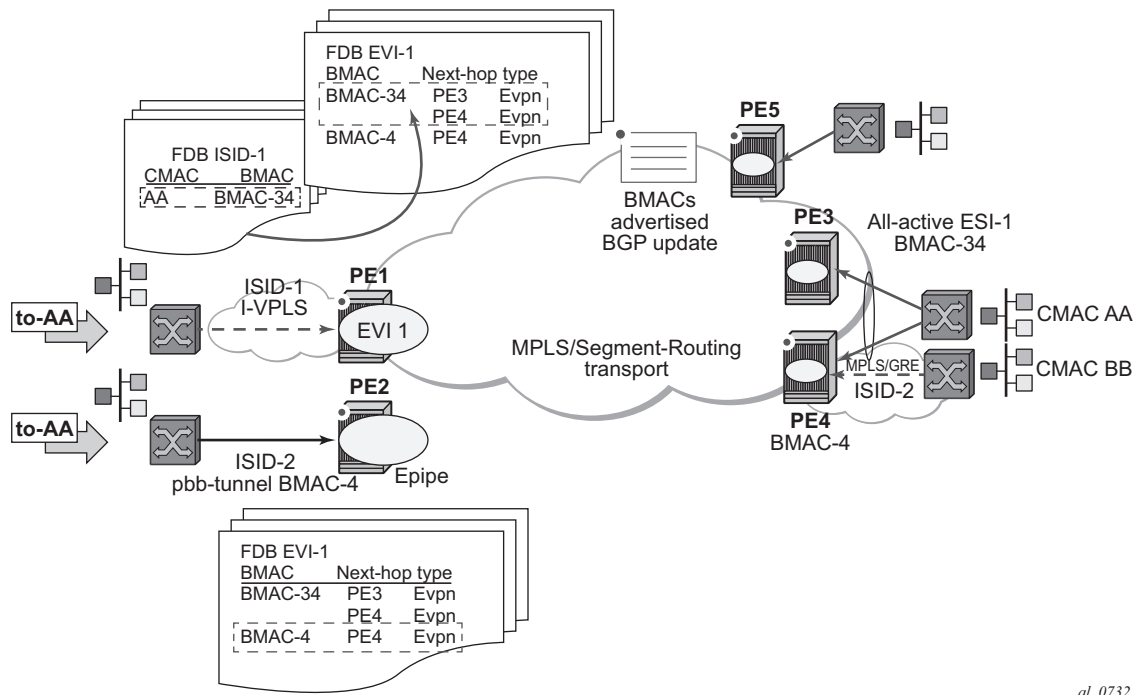 FDB EVI-1
BMAC Next-hop type
BMAC-34 PE3 Evpn
PE4 Evpn
BMAC-4 PE4 Evpn
FDB ISID-1
CMAC BMAC
AA BMAC-34
BMACs
advertised
BGP update
PE5
PE3
All-active ESI-1
BMAC-34
to-AA
ISID-1
I-VPLS
PE1
EVI 1
MPLS/Segment-Routing
transport
CMAC AA
MPLS/GRE
ISID-2
CMAC BB
PE4
BMAC-4
to-AA
ISID-2
pbb-tunnel BMAC-4
PE2
Epipe
FDB EVI-1
BMAC Next-hop type
BMAC-34 PE3 Evpn
PE4 Evpn
BMAC-4 PE4 Evpn
al_0732